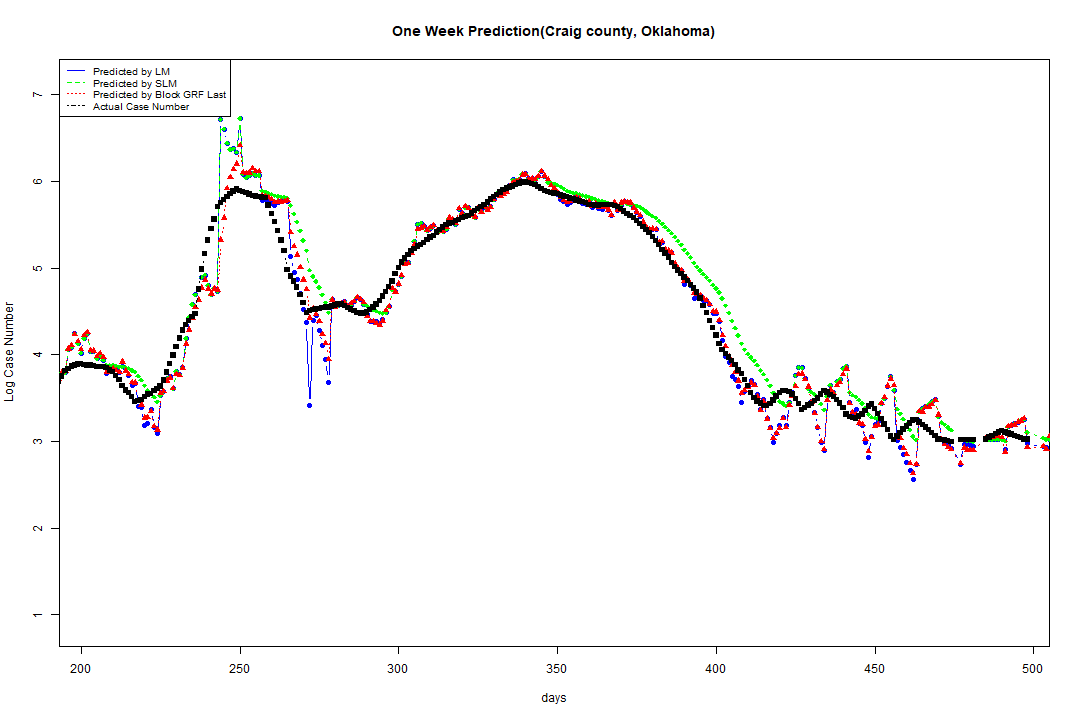 One Week Prediction(Craig county, Oklahoma)
Predicted by LM
Predicted by SLM
Predicted by Block GRF Last
Actual Case Number
7
6
5
4
3
2
1
Log Case Number
200 250 300 350 400 450 500
days